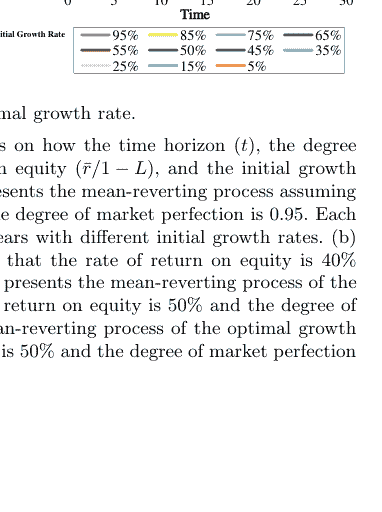 0 5 10 15 20 25 30
Time
nitial Growth Rate 95% 85% 75% 65%
55% 50% 45% 35%
25% 15% 5%
mal growth rate.
s on how the time horizon (t), the degree
n equity (r̄/1 − L), and the initial growth
esents the mean-reverting process assuming
e degree of market perfection is 0.95. Each
ears with different initial growth rates. (b)
that the rate of return on equity is 40%
presents the mean-reverting process of the
return on equity is 50% and the degree of
an-reverting process of the optimal growth
is 50% and the degree of market perfection